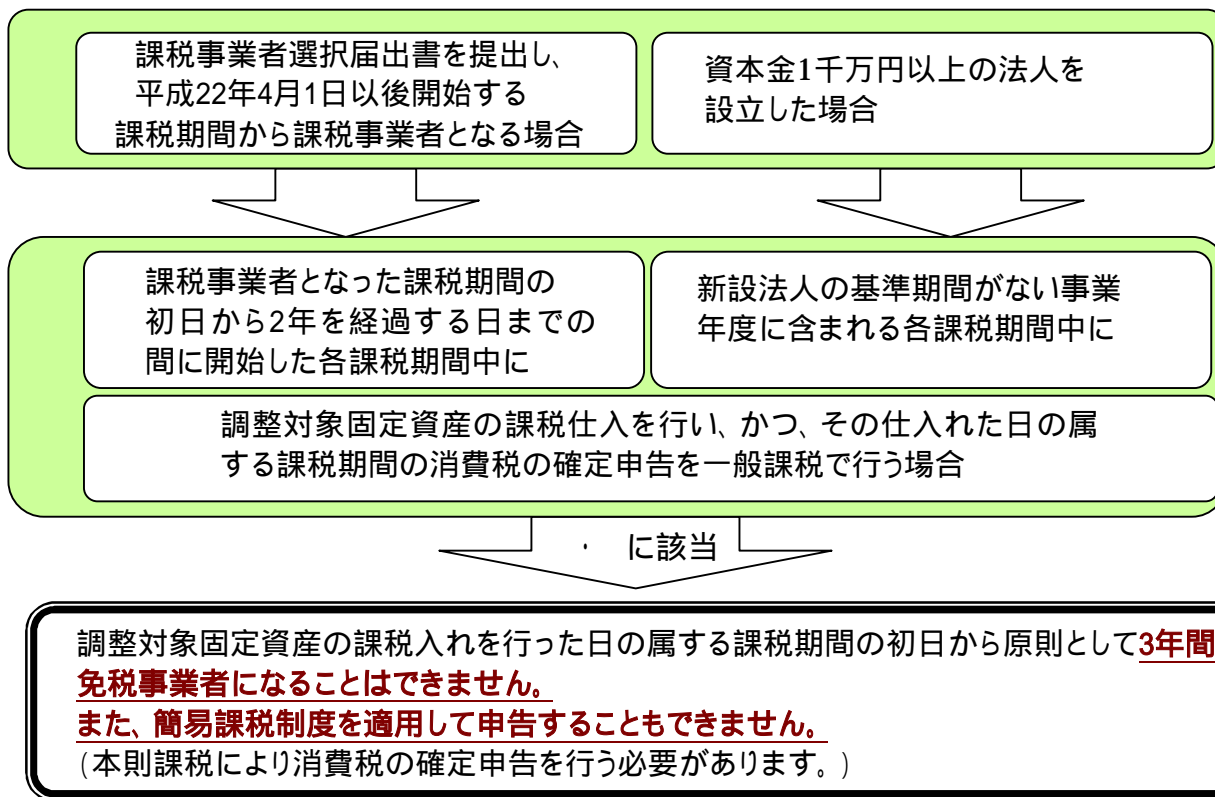 課税事業者選択届出書を提出し、
平成22年4月1日以後開始する
課税期間から課税事業者となる場合
資本金1千万円以上の法人を
設立した場合
課税事業者となった課税期間の
初日から2年を経過する日までの
間に開始した各課税期間中に
新設法人の基準期間がない事業
年度に含まれる各課税期間中に
調整対象固定資産の課税仕入を行い、かつ、その仕入れた日の属
する課税期間の消費税の確定申告を一般課税で行う場合
・ に該当
調整対象固定資産の課税入れを行った日の属する課税期間の初日から原則として3年間
免税事業者になることはできません。
また、簡易課税制度を適用して申告することもできません。
（本則課税により消費税の確定申告を行う必要があります。）